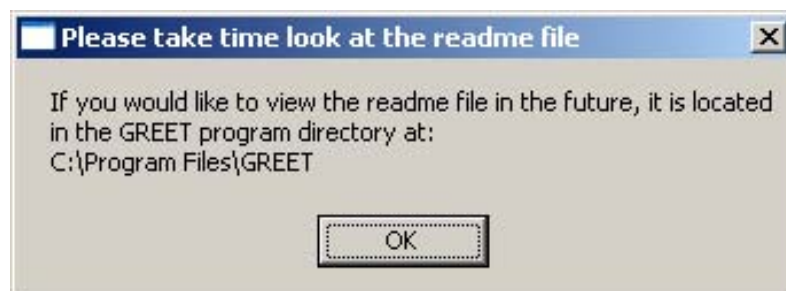 Please take time look at the readme file
If you would like to view the readme file in the future, it is located
in the GREET program directory at:
C:\Program Files\GREET
OK